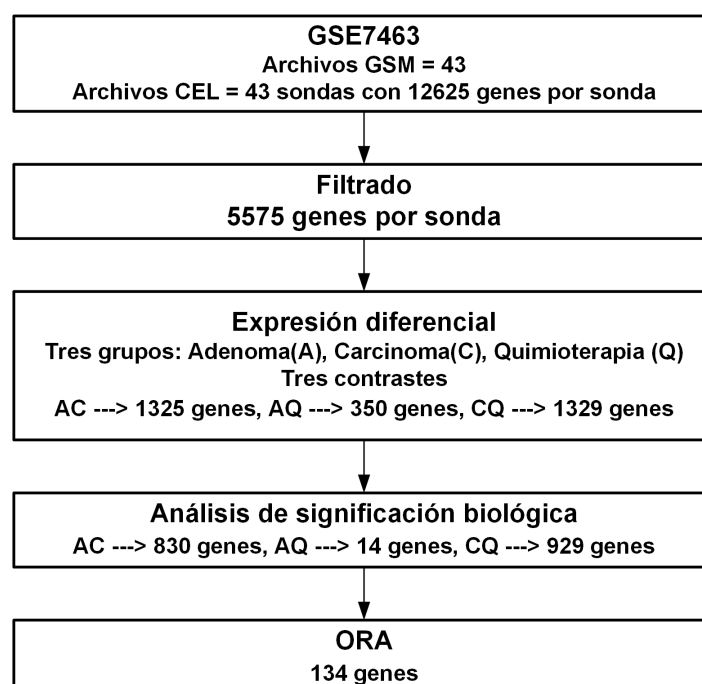 GSE7463
Archivos GSM = 43
Archivos CEL = 43 sondas con 12625 genes por sonda
Filtrado
5575 genes por sonda
Expresión diferencial
Tres grupos: Adenoma(A), Carcinoma(C), Quimioterapia (Q)
Tres contrastes
AC ---> 1325 genes, AQ ---> 350 genes, CQ ---> 1329 genes
Análisis de significación biológica
AC ---> 830 genes, AQ ---> 14 genes, CQ ---> 929 genes
ORA
134 genes